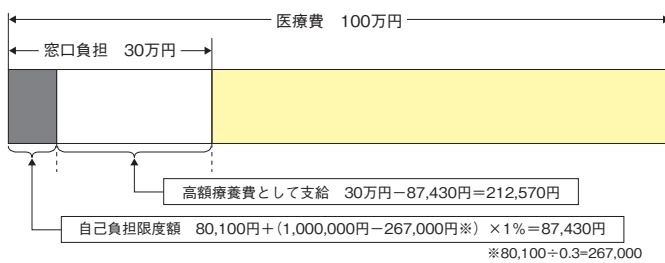 医療費 100万円
窓口負担 30万円
高額療養費として支給 30万円－87,430円＝212,570円
自己負担限度額 80,100円＋(1,000,000円－267,000円※)×1％＝87,430円
※80,100÷0.3=267,000